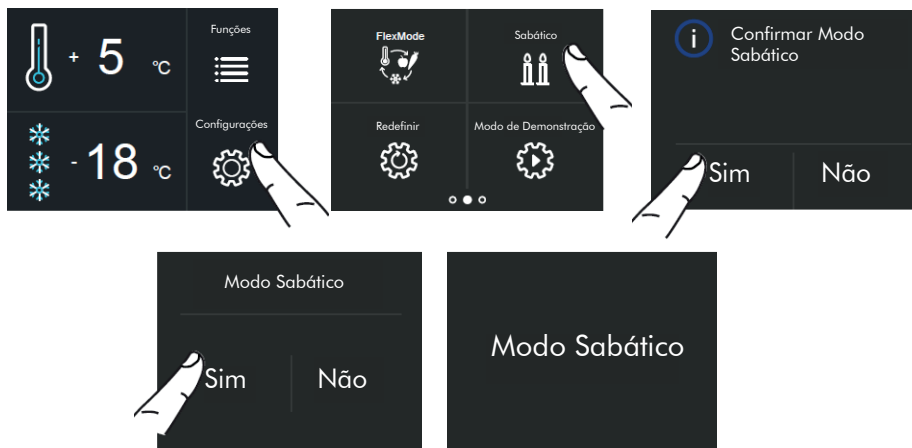 Funções
+ 5 °C
Configurações
- 18 °C
FlexMode
Sabático
Redefinir
Modo de Demonstração
i
Confirmar Modo
Sabático
Sim
Não
Modo Sabático
Sim
Não
Modo Sabático